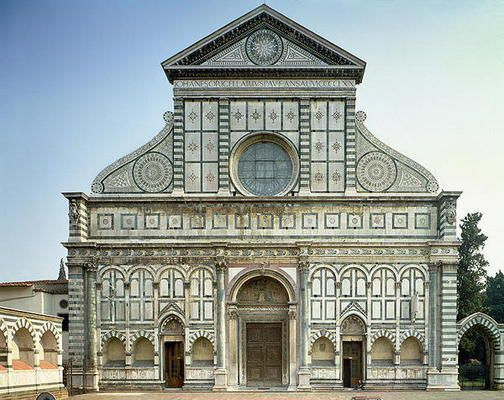 IOHANES ORICELLARIVS PAV F AN SAL MCCCCLXX